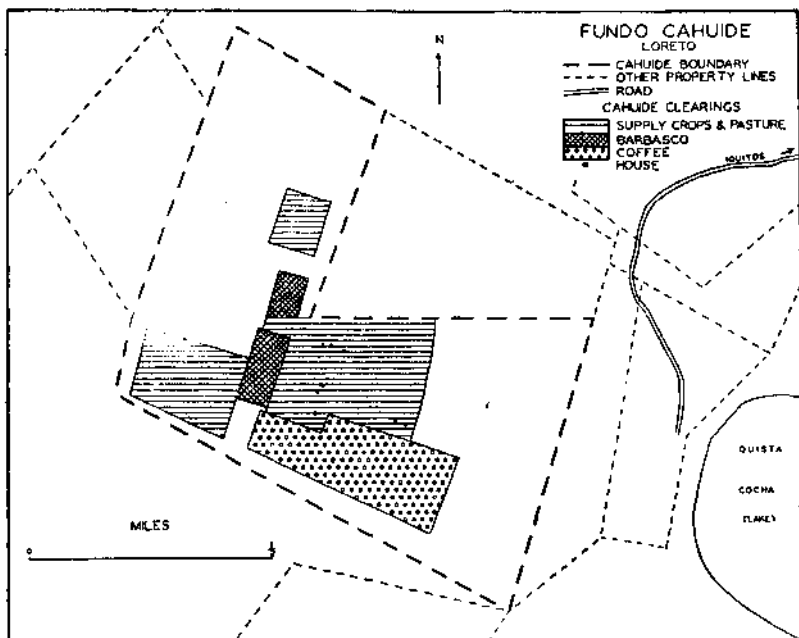 FUNDO CAHUIDE
LORETO
CAHUIDE BOUNDARY
OTHER PROPERTY LINES
ROAD
CAHUIDE CLEARINGS
SUPPLY CROPS & PASTURE
BARBASCO
COFFEE
HOUSE
N
IQUITOS
QUISTA
COCHA
MILES
0